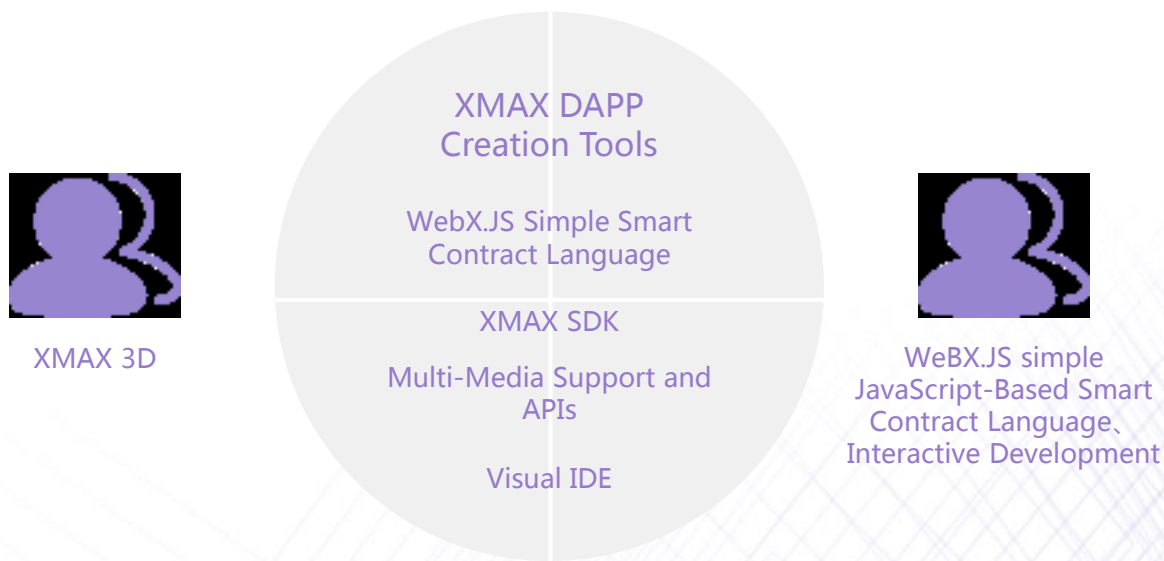 XMAX DAPP
Creation Tools
WebX.JS Simple Smart
Contract Language
XMAX SDK
Multi-Media Support and
APIs
Visual IDE
XMAX 3D
WeBX.JS simple
JavaScript-Based Smart
Contract Language、
Interactive Development